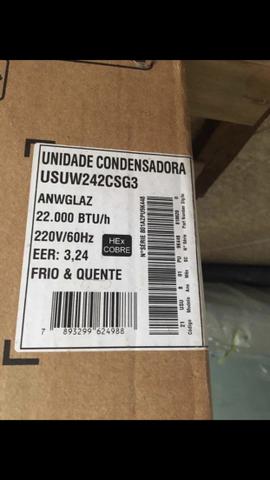 UNIDADE CONDENSADORA
USUW242CSG3
ANWGLAZ
22.000 BTU/h
220V/60Hz
HEx
COBRE
EER: 3,24
FRIO & QUENTE
7 893299 624988